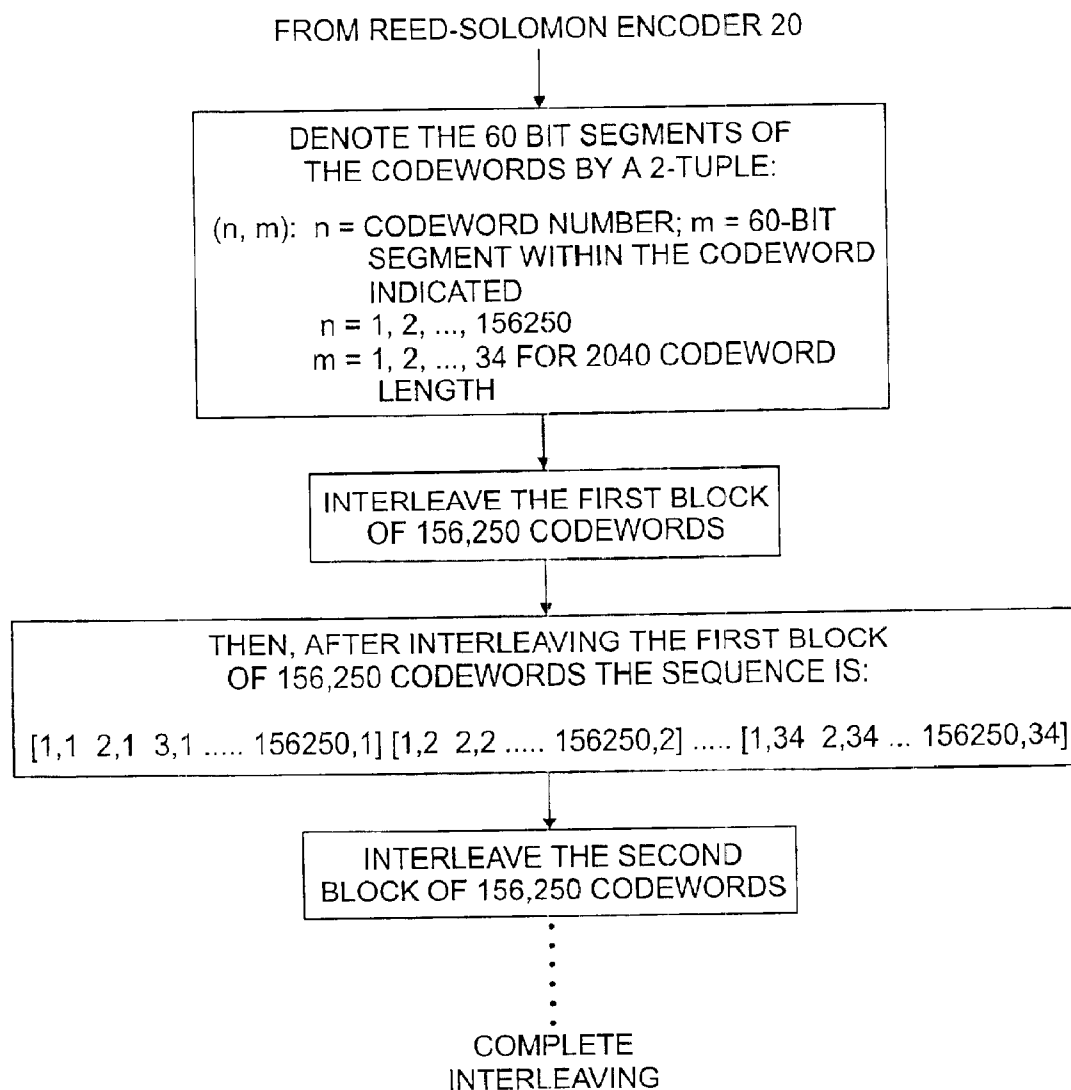 FROM REED-SOLOMON ENCODER 20
DENOTE THE 60 BIT SEGMENTS OF
THE CODEWORDS BY A 2-TUPLE:
(n, m): n = CODEWORD NUMBER; m = 60-BIT
SEGMENT WITHIN THE CODEWORD
INDICATED
n = 1, 2, ..., 156250
m = 1, 2, ..., 34 FOR 2040 CODEWORD
LENGTH
INTERLEAVE THE FIRST BLOCK
OF 156,250 CODEWORDS
THEN, AFTER INTERLEAVING THE FIRST BLOCK
OF 156,250 CODEWORDS THE SEQUENCE IS:
[1,1 2,1 3,1 ..... 156250,1] [1,2 2,2 ..... 156250,2] ..... [1,34 2,34 ... 156250,34]
INTERLEAVE THE SECOND
BLOCK OF 156,250 CODEWORDS
COMPLETE
INTERLEAVING